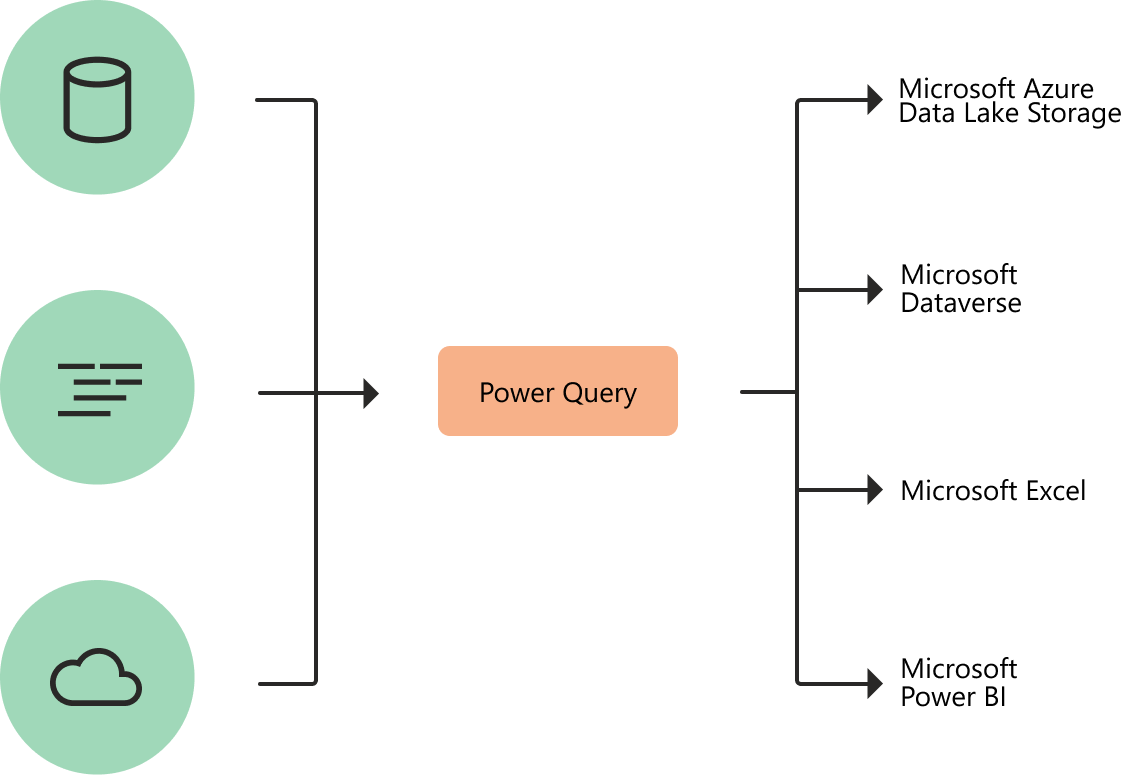 Microsoft Azure
Data Lake Storage
Microsoft
Dataverse
Power Query
Microsoft Excel
Microsoft
Power BI